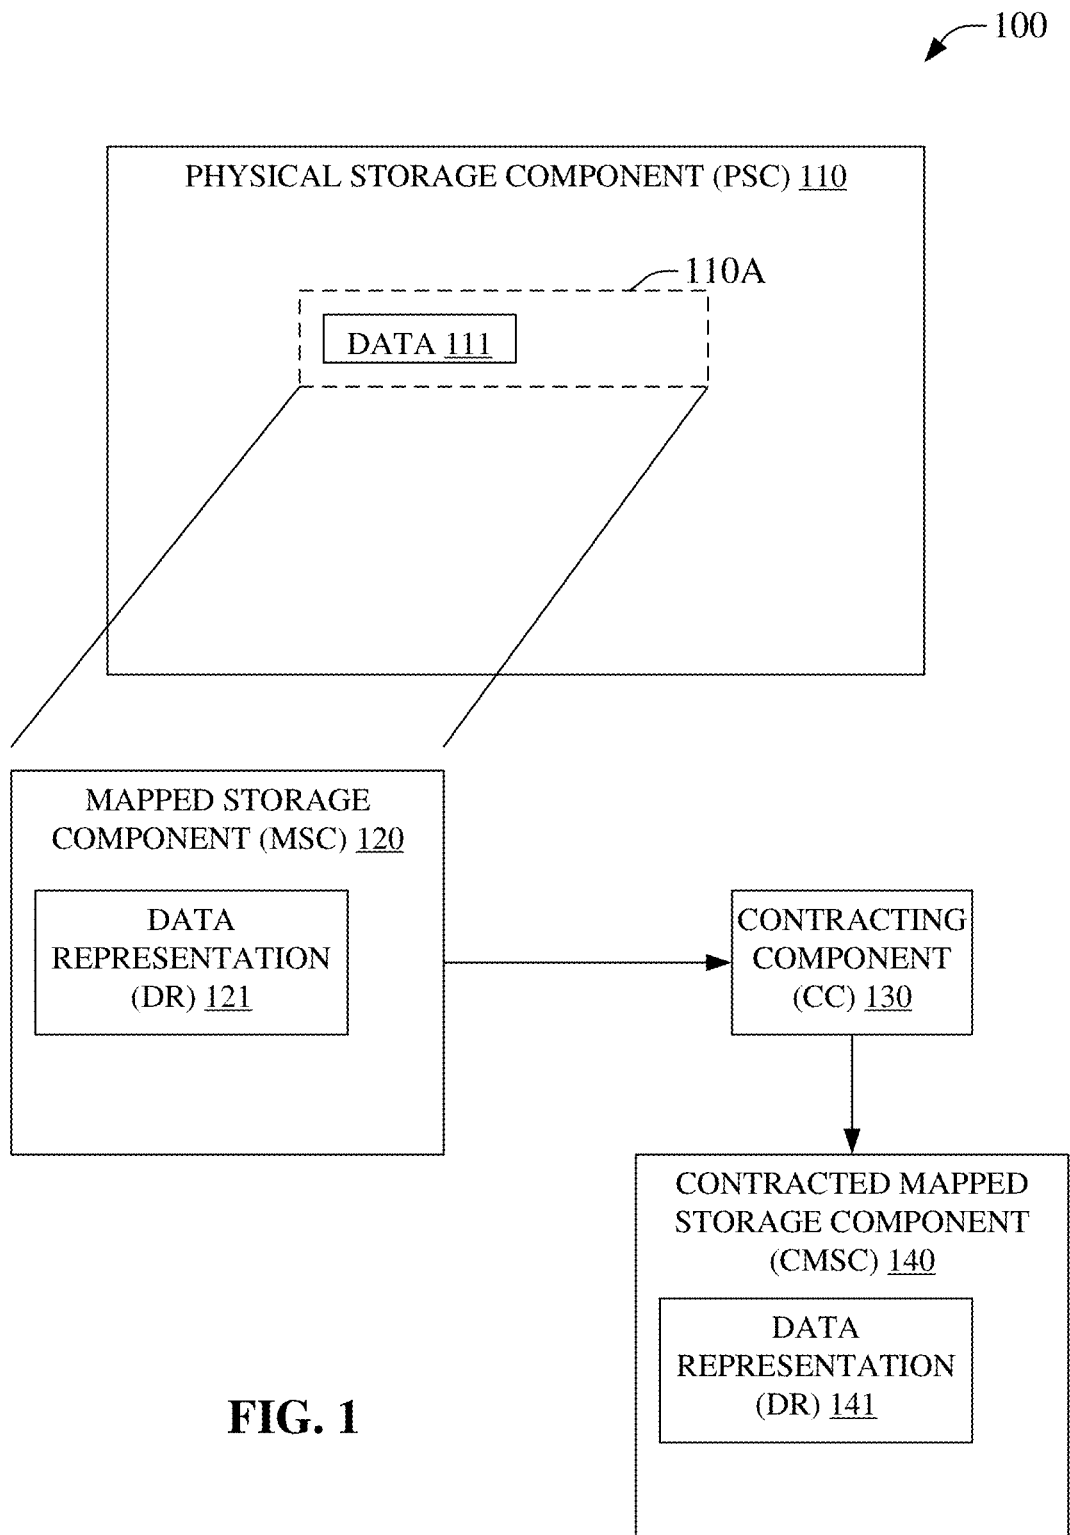 100
PHYSICAL STORAGE COMPONENT (PSC) 110
110A
DATA 111
MAPPED STORAGE
COMPONENT (MSC) 120
DATA
REPRESENTATION
(DR) 121
CONTRACTING
COMPONENT
(CC) 130
CONTRACTED MAPPED
STORAGE COMPONENT
(CMSC) 140
DATA
REPRESENTATION
(DR) 141
FIG. 1